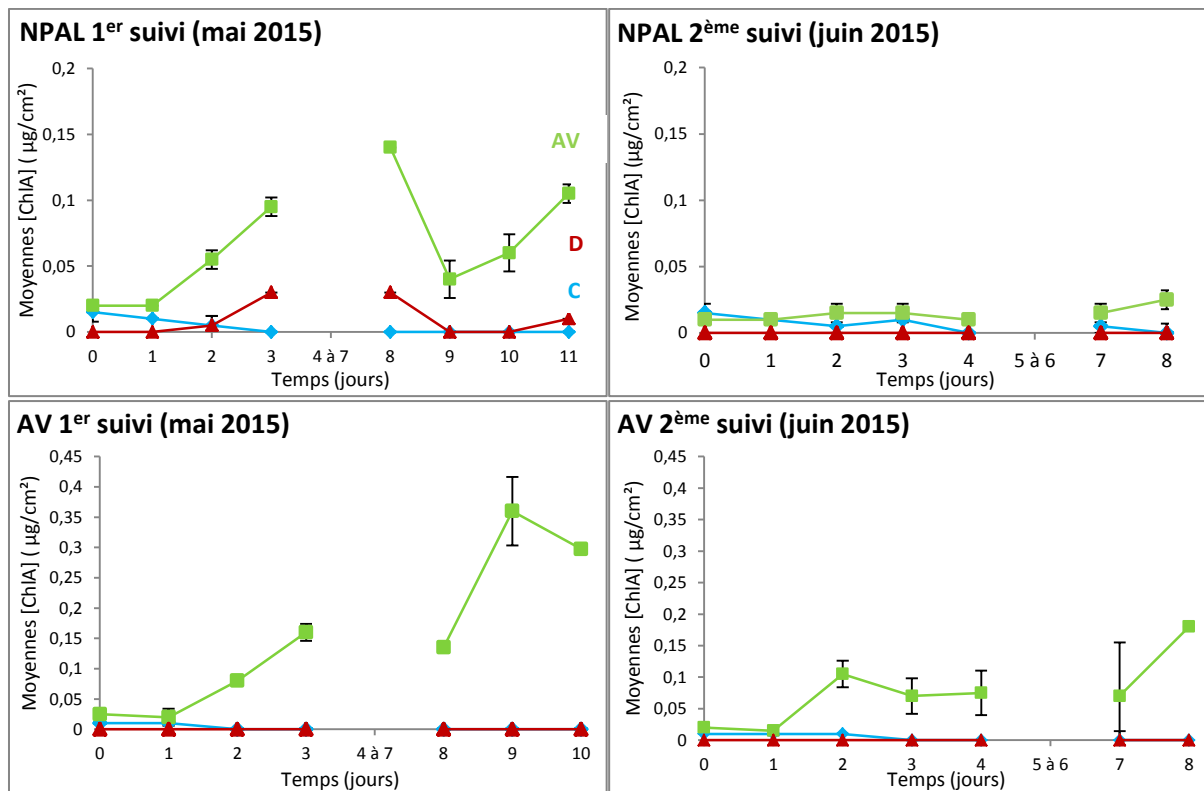 NPAL 1er suivi (mai 2015)
Moyennes [ChlA] ( µg/cm²)
0,2
0,15
0,1
0,05
0
AV
D
C
0 1 2 3 4 à 7 8 9 10 11
Temps (jours)
NPAL 2ème suivi (juin 2015)
Moyennes [ChlA] (µg/cm²)
0,2
0,15
0,1
0,05
0
0 1 2 3 4 5 à 6 7 8
Temps (jours)
AV 1er suivi (mai 2015)
Moyennes [ChlA] ( µg/cm²)
0,45
0,4
0,35
0,3
0,25
0,2
0,15
0,1
0,05
0
0 1 2 3 4 à 7 8 9 10
Temps (jours)
AV 2ème suivi (juin 2015)
Moyennes [ChlA] ( µg/cm²)
0,45
0,4
0,35
0,3
0,25
0,2
0,15
0,1
0,05
0
0 1 2 3 4 5 à 6 7 8
Temps (jours)